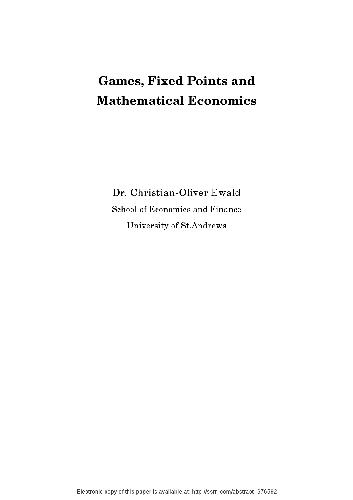 Games, Fixed Points and
Mathematical Economics
Dr. Christian-Oliver Ewald
School of Economics and Finance
University of St.Andrews
Electronic copy of this paper is available at: http://ssrn.com/abstract=976592